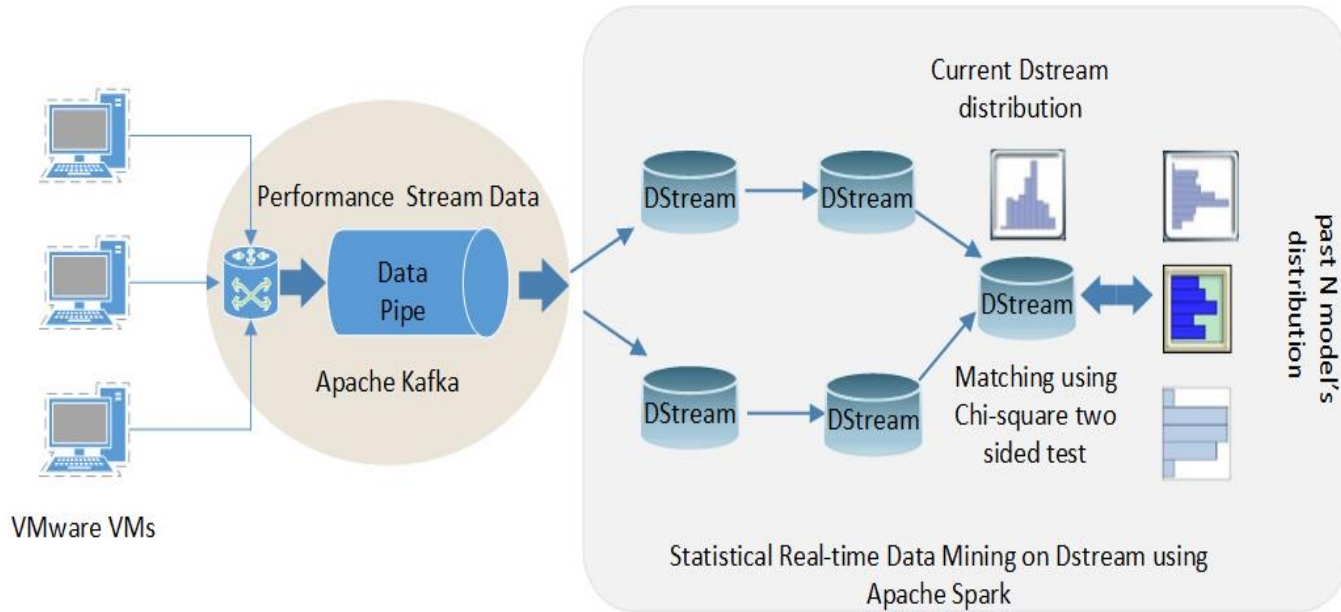 VMware VMs
Performance Stream Data
Data
Pipe
Apache Kafka
DStream
DStream
DStream
DStream
DStream
Current Dstream
distribution
past N model's
distribution
Matching using
Chi-square two
sided test
Statistical Real-time Data Mining on Dstream using
Apache Spark